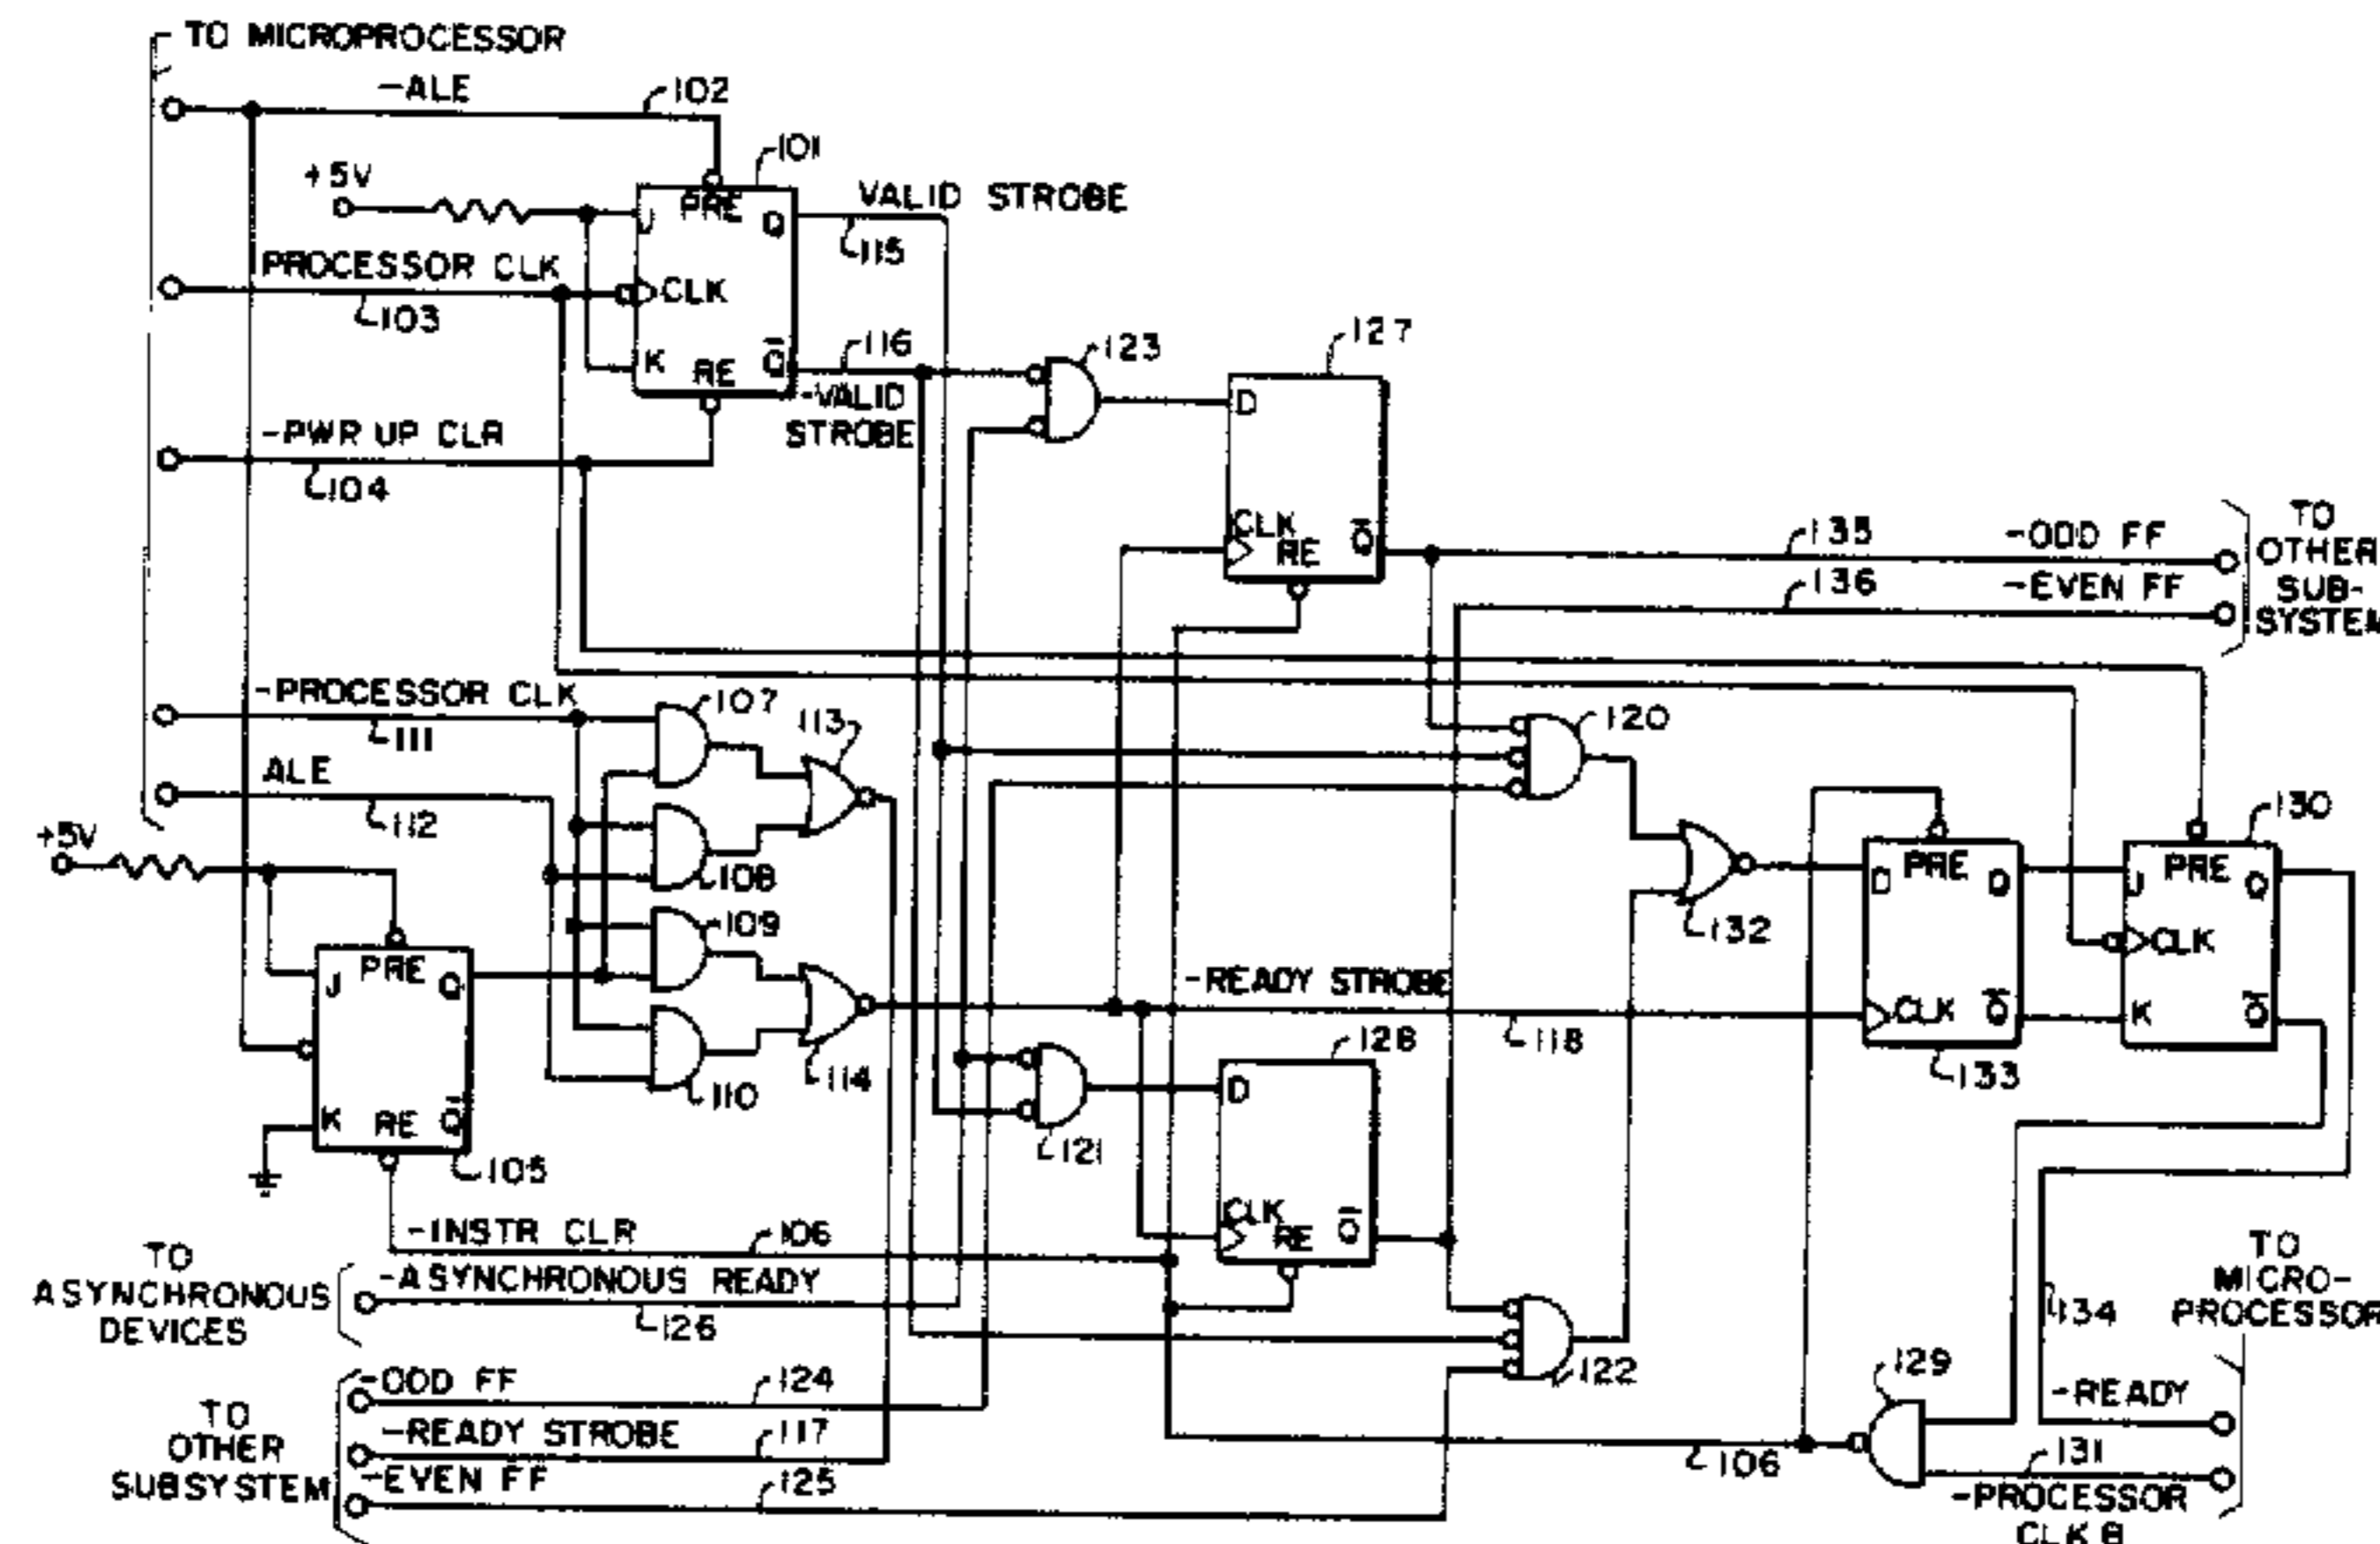 TO MICROPROCESSOR
-ALE
102
101
+5V
PRE
J
Q
VALID STROBE
115
PROCESSOR CLK
CLK
103
K
RE
Q̅
116
-VALID
STROBE
-PWR UP CLR
104
123
127
D
CLK
RE
Q̅
135
-ODD FF
136
-EVEN FF
TO
OTHER
SUB-
SYSTEM
-PROCESSOR CLK
111
107
113
ALE
112
108
109
110
114
120
132
+5V
J
PRE
Q
K
RE
Q̅
105
-READY STROBE
118
121
128
D
CLK
RE
Q̅
D
PRE
Q
CLK
Q̅
133
130
J
PRE
Q
CLK
K
Q̅
-INSTR CLR
106
TO
ASYNCHRONOUS
DEVICES
-ASYNCHRONOUS READY
126
TO
OTHER
SUBSYSTEM
-ODD FF
124
-READY STROBE
117
-EVEN FF
125
122
106
129
134
TO
MICRO-
PROCESSOR
-READY
131
-PROCESSOR
CLK B